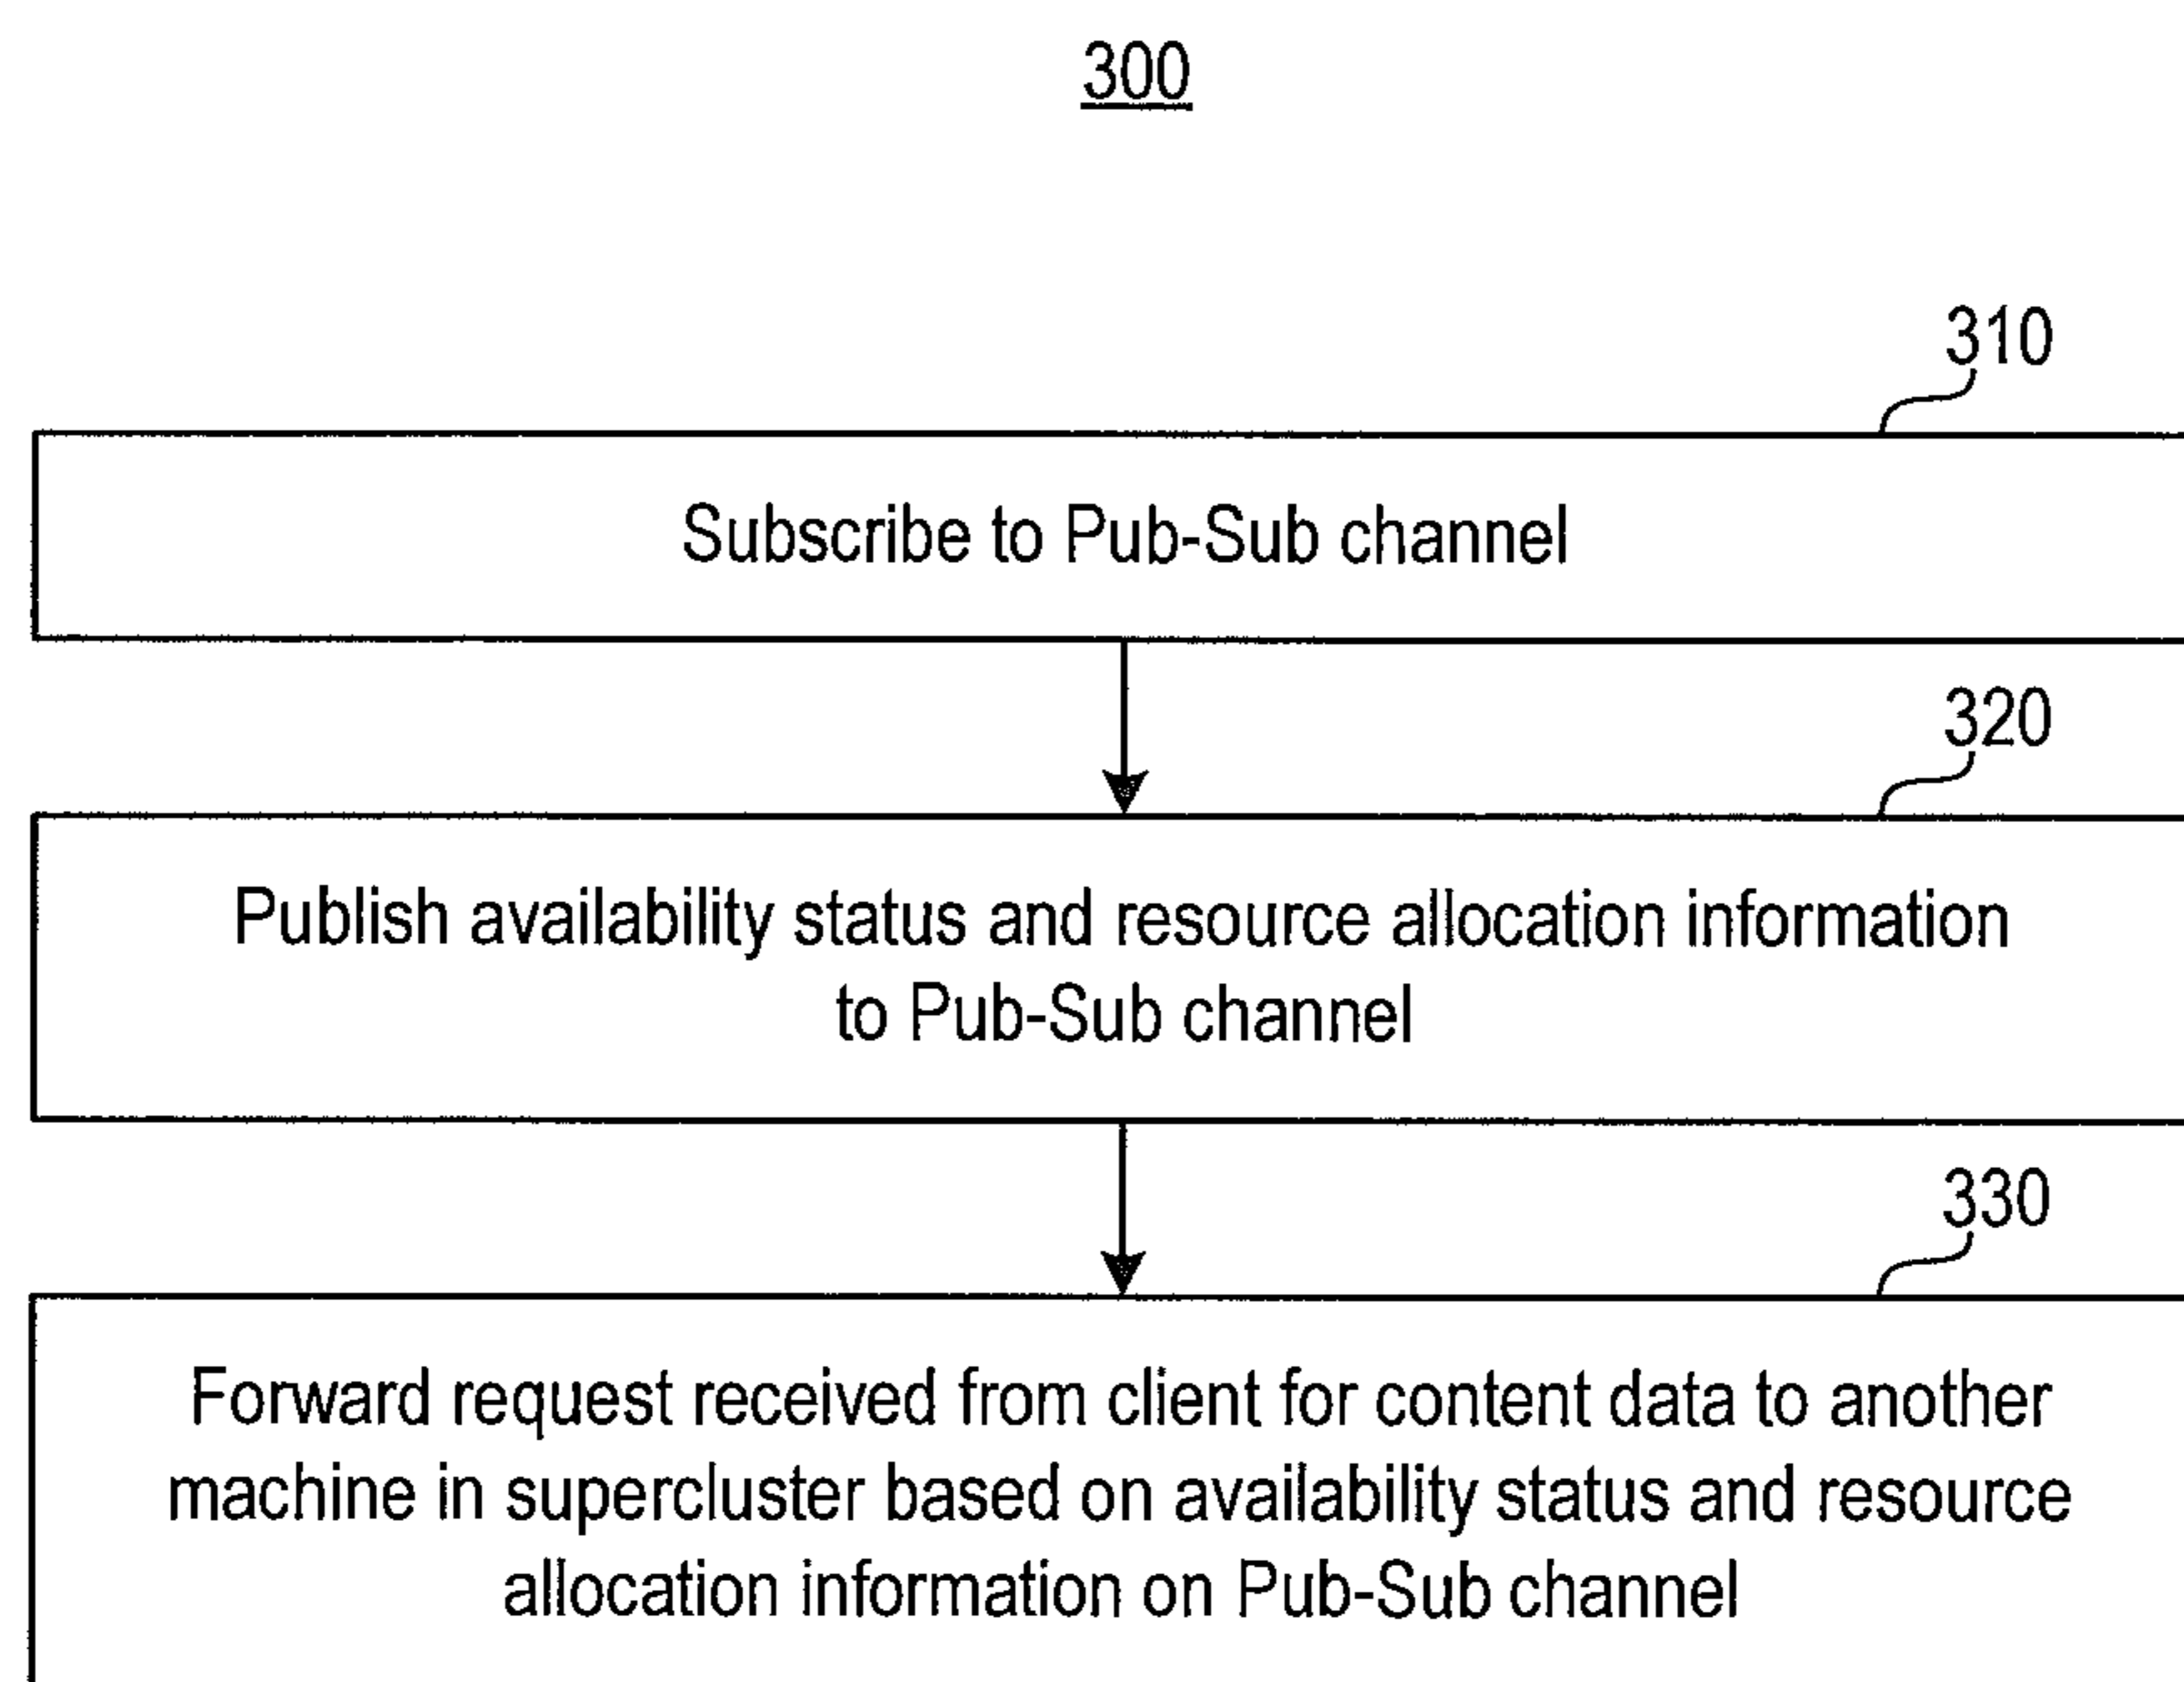 300
310
Subscribe to Pub-Sub channel
320
Publish availability status and resource allocation information
to Pub-Sub channel
330
Forward request received from client for content data to another
machine in supercluster based on availability status and resource
allocation information on Pub-Sub channel